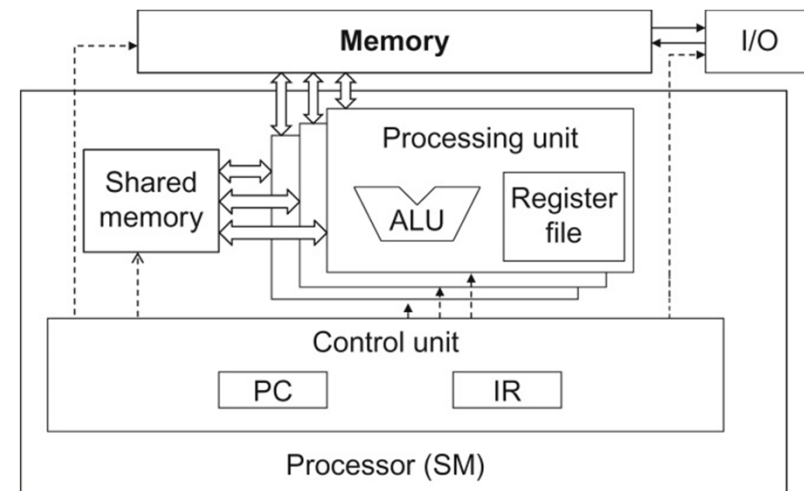 Memory
I/O
Processing unit
Shared
memory
ALU
Register
file
Control unit
PC
IR
Processor (SM)